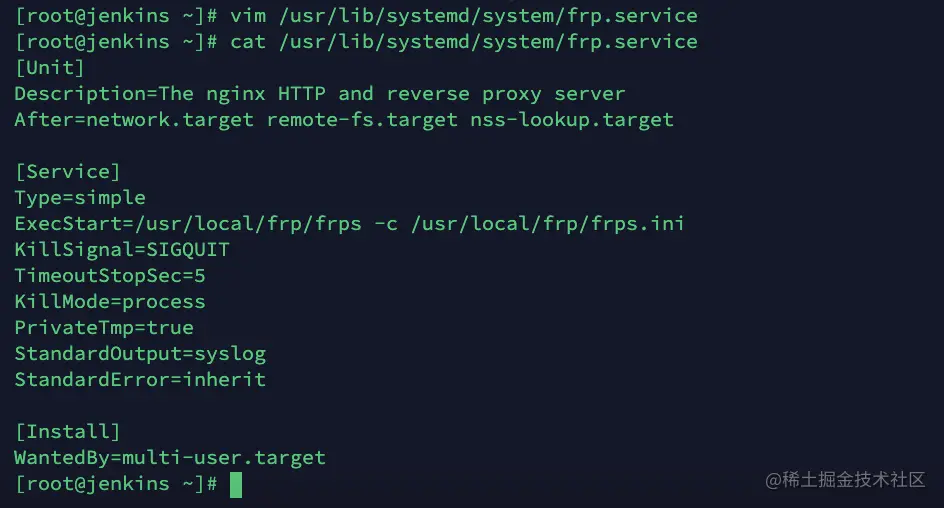 [root@jenkins ~]# vim /usr/lib/systemd/system/frp.service
[root@jenkins ~]# cat /usr/lib/systemd/system/frp.service
[Unit]
Description=The nginx HTTP and reverse proxy server
After=network.target remote-fs.target nss-lookup.target

[Service]
Type=simple
ExecStart=/usr/local/frp/frps -c /usr/local/frp/frps.ini
KillSignal=SIGQUIT
TimeoutStopSec=5
KillMode=process
PrivateTmp=true
StandardOutput=syslog
StandardError=inherit

[Install]
WantedBy=multi-user.target
[root@jenkins ~]#
@稀土掘金技术社区